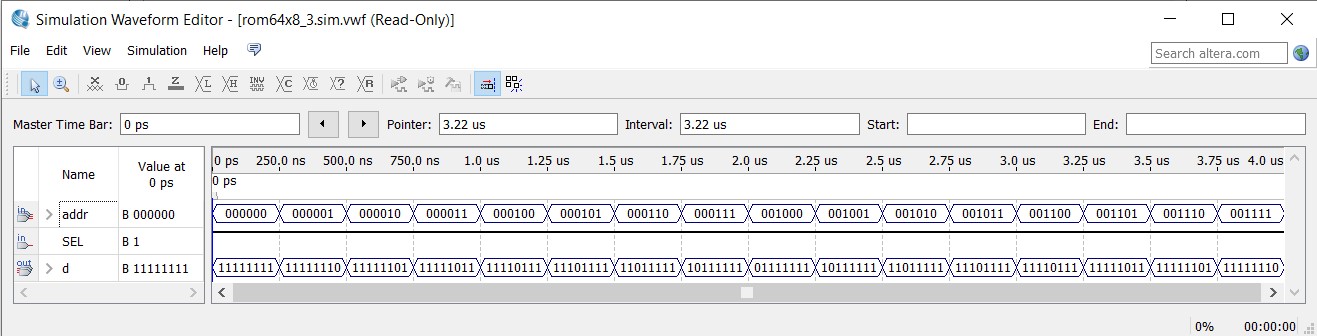 Simulation Waveform Editor - [rom64x8_3.sim.vwf (Read-Only)]
File Edit View Simulation Help
Search altera.com
Master Time Bar: 0 ps Pointer: 3.22 us Interval: 3.22 us Start: End:
Name Value at 0 ps
0 ps 250.0 ns 500.0 ns 750.0 ns 1.0 us 1.25 us 1.5 us 1.75 us 2.0 us 2.25 us 2.5 us 2.75 us 3.0 us 3.25 us 3.5 us 3.75 us 4.0 us
0 ps
in addr B 000000 000000 000001 000010 000011 000100 000101 000110 000111 001000 001001 001010 001011 001100 001101 001110 001111
in SEL B 1
out d B 11111111 11111111 11111110 11111101 11111011 11110111 11101111 11011111 10111111 01111111 10111111 11011111 11101111 11110111 11111011 11111101 11111110
0% 00:00:00